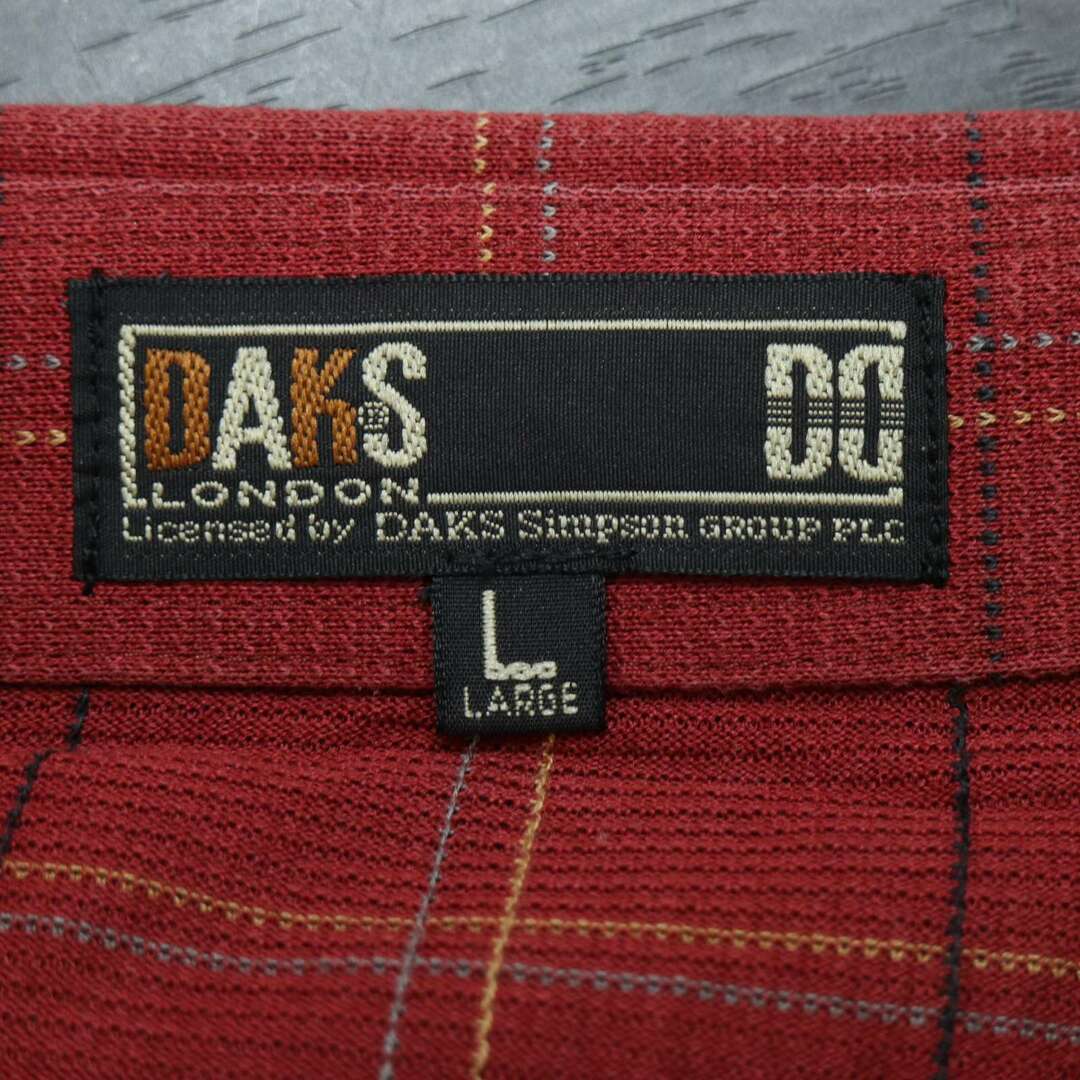 DAKS DD
LONDON
Licensed by DAKS Simpson GROUP PLC
L
LARGE